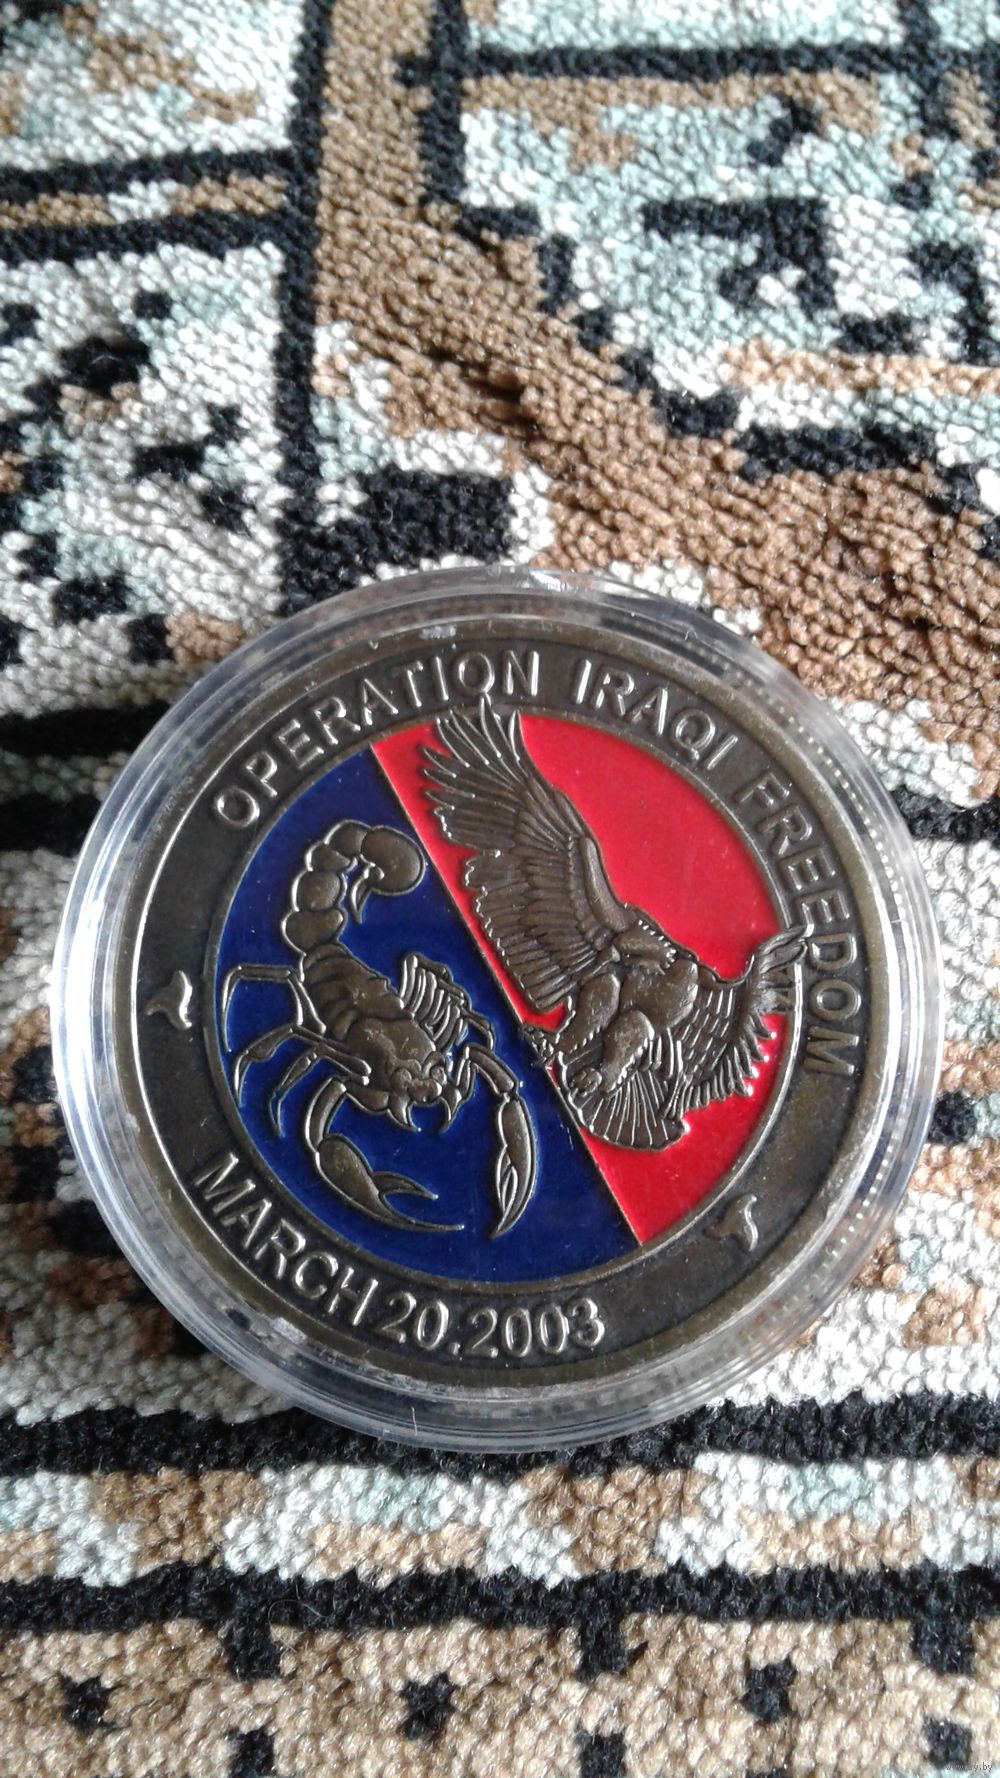 OPERATION IRAQI FREEDOM
MARCH 20.2003